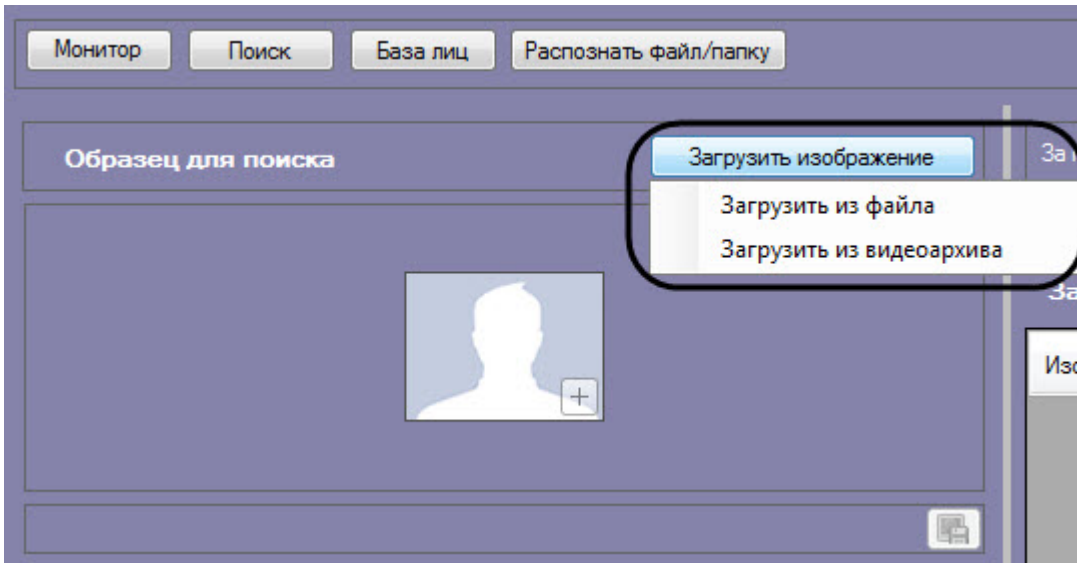 Монитор Поиск База лиц Распознать файл/папку
Образец для поиска
Загрузить изображение
Загрузить из файла
Загрузить из видеоархива